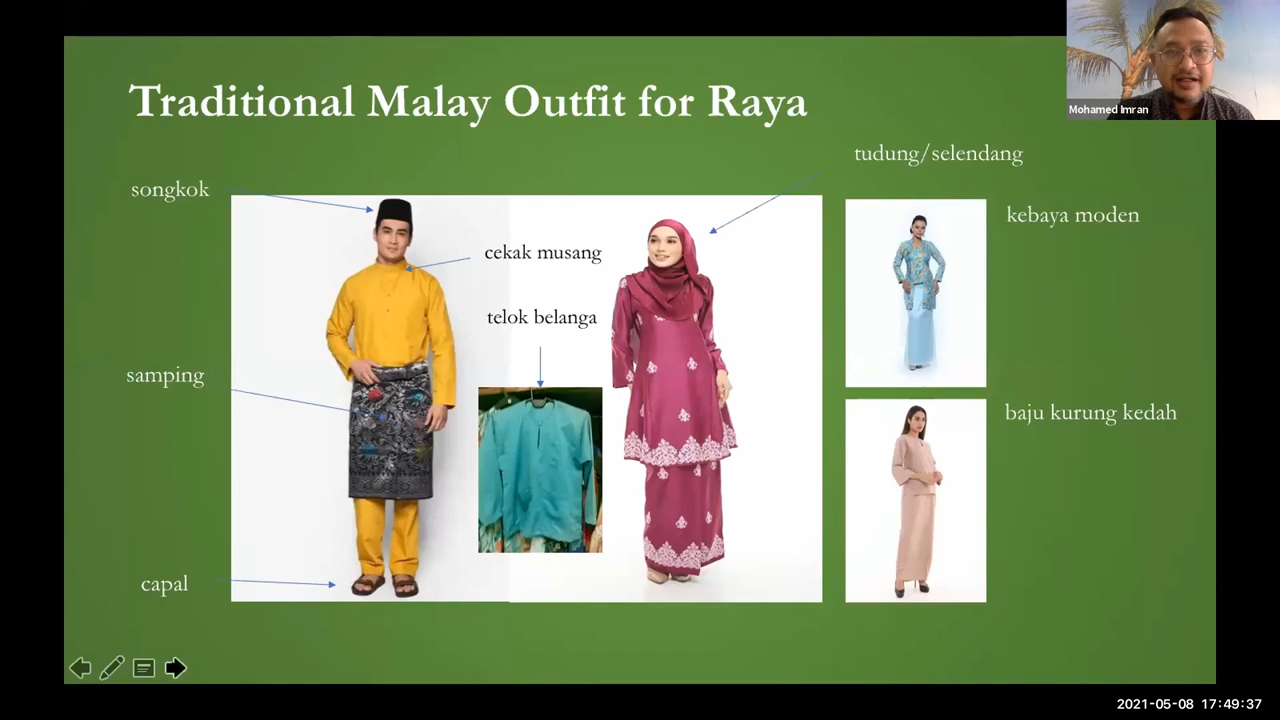 Traditional Malay Outfit for Raya
Mohamed Imran
tudung/selendang
songkok
kebaya moden
cekak musang
telok belanga
samping
baju kurung kedah
capal
2021-05-08 17:49:37